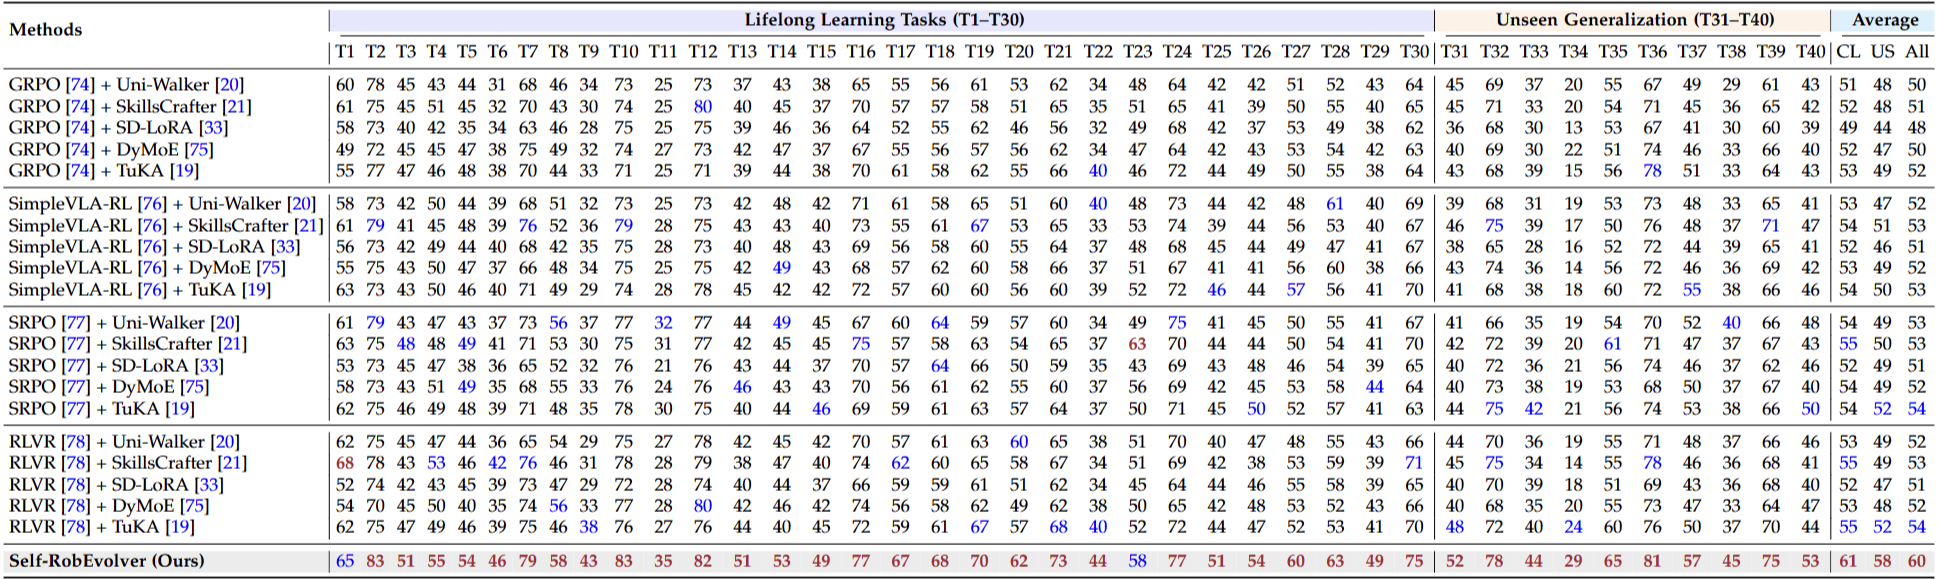 Methods Lifelong Learning Tasks (T1–T30) Unseen Generalization (T31–T40) Average
T1 T2 T3 T4 T5 T6 T7 T8 T9 T10 T11 T12 T13 T14 T15 T16 T17 T18 T19 T20 T21 T22 T23 T24 T25 T26 T27 T28 T29 T30 T31 T32 T33 T34 T35 T36 T37 T38 T39 T40 CL US All
GRPO [74] + Uni-Walker [20] 60 78 45 43 44 31 68 46 34 73 25 73 37 43 38 65 55 56 61 53 62 34 48 64 42 42 51 52 43 64 45 69 37 20 55 67 49 29 61 43 51 48 50
GRPO [74] + SkillsCrafter [21] 61 75 45 51 45 32 70 43 30 74 25 80 40 45 37 70 57 57 58 51 65 35 51 65 41 39 50 55 40 65 45 71 33 20 54 71 45 36 65 42 52 48 51
GRPO [74] + SD-LoRA [33] 58 73 40 42 35 34 63 46 28 75 25 75 39 46 36 64 52 55 62 46 56 32 49 68 42 37 53 49 38 62 36 68 30 13 53 67 41 30 60 39 49 44 48
GRPO [74] + DyMoE [75] 49 72 45 45 47 38 75 49 32 74 27 73 42 47 37 67 55 56 57 56 62 34 47 64 42 43 53 54 42 63 40 69 30 22 51 74 46 33 66 40 52 47 50
GRPO [74] + TuKA [19] 55 77 47 46 48 38 70 44 33 71 25 71 39 44 38 70 61 58 62 55 66 40 46 72 44 49 50 55 38 64 43 68 39 15 56 78 51 33 64 43 53 49 52
SimpleVLA-RL [76] + Uni-Walker [20] 58 73 42 50 44 39 68 51 32 73 25 73 42 48 42 71 61 58 65 51 60 40 48 73 44 42 48 61 40 69 39 68 31 19 53 73 48 33 65 41 53 47 52
SimpleVLA-RL [76] + SkillsCrafter [21] 61 79 41 45 48 39 76 52 36 79 28 75 43 43 40 73 55 61 67 53 65 33 53 74 39 44 56 53 40 67 46 75 39 17 50 76 48 37 71 47 54 51 53
SimpleVLA-RL [76] + SD-LoRA [33] 56 73 42 49 44 40 68 42 35 75 28 73 40 48 43 69 56 58 60 55 64 37 48 68 45 44 49 47 41 67 38 65 28 16 52 72 44 39 65 41 52 46 51
SimpleVLA-RL [76] + DyMoE [75] 55 75 43 50 47 37 66 48 34 75 25 75 42 49 43 68 57 62 60 58 66 37 51 67 41 41 56 60 38 66 43 74 36 14 56 72 46 36 69 42 53 49 52
SimpleVLA-RL [76] + TuKA [19] 63 73 43 50 46 40 71 49 29 74 28 78 45 42 42 72 57 60 60 56 60 39 52 72 46 44 57 56 41 70 41 68 38 18 60 72 55 38 66 46 54 50 53
SRPO [77] + Uni-Walker [20] 61 79 43 47 43 37 73 56 37 77 32 77 44 49 45 67 60 64 59 57 60 34 49 75 41 45 50 55 41 67 41 66 35 19 54 70 52 40 66 48 54 49 53
SRPO [77] + SkillsCrafter [21] 63 75 48 48 49 41 71 53 30 75 31 77 42 45 45 75 57 58 63 54 65 37 63 70 44 44 50 54 41 70 42 72 39 20 61 71 47 37 67 43 55 50 53
SRPO [77] + SD-LoRA [33] 53 73 45 47 38 36 65 52 32 76 21 76 43 44 37 70 57 64 66 50 59 35 43 69 43 48 46 54 39 65 40 72 36 21 56 74 46 37 62 46 52 49 51
SRPO [77] + DyMoE [75] 58 73 43 51 49 35 68 55 33 76 24 76 46 43 43 70 56 61 62 55 60 37 56 69 42 45 53 58 44 64 40 73 38 19 53 68 50 37 67 40 54 49 52
SRPO [77] + TuKA [19] 62 75 46 49 48 39 71 48 35 78 30 75 40 44 46 69 59 61 63 57 64 37 50 71 45 50 52 57 41 63 44 75 42 21 56 74 53 38 66 50 54 52 54
RLVR [78] + Uni-Walker [20] 62 75 45 47 44 36 65 54 29 75 27 78 42 45 42 70 57 61 63 60 65 38 51 70 40 47 48 55 43 66 44 70 36 19 55 71 48 37 66 46 53 49 52
RLVR [78] + SkillsCrafter [21] 68 78 43 53 46 42 76 46 31 78 28 79 38 47 40 74 62 60 65 58 67 34 51 69 42 38 53 59 39 71 45 75 34 14 55 78 46 36 68 41 55 49 53
RLVR [78] + SD-LoRA [33] 52 74 42 43 45 39 73 47 29 72 28 74 40 44 37 66 59 59 61 51 62 34 45 64 44 46 55 58 39 65 40 70 39 18 51 69 43 36 68 40 52 47 51
RLVR [78] + DyMoE [75] 54 70 45 50 40 35 74 56 33 77 28 80 42 46 42 74 56 58 62 49 62 38 50 65 42 48 53 52 43 66 40 68 35 20 55 73 47 33 64 47 53 48 52
RLVR [78] + TuKA [19] 62 75 47 49 46 39 75 46 38 76 27 76 44 40 45 72 59 61 67 57 68 40 52 72 44 47 52 53 41 70 48 72 40 24 60 76 50 37 70 44 55 52 54
Self-RobEvolver (Ours) 65 83 51 55 54 46 79 58 43 83 35 82 51 53 49 77 67 68 70 62 73 44 58 77 51 54 60 63 49 75 52 78 44 29 65 81 57 45 75 53 61 58 60